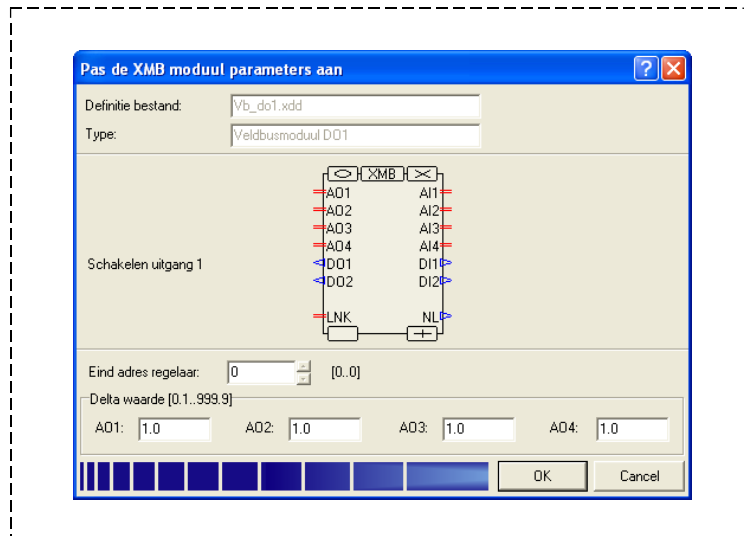 Pas de XMB moduul parameters aan
Definitie bestand: Vb_do1.xdd
Type: Veldbusmoduul DO1
XMB
AO1 AI1
AO2 AI2
AO3 AI3
AO4 AI4
Schakelen uitgang 1
DO1 DI1
DO2 DI2
LNK NL
Eind adres regelaar: 0 [0..0]
Delta waarde [0.1..999.9]
AO1: 1.0 AO2: 1.0 AO3: 1.0 AO4: 1.0
OK Cancel